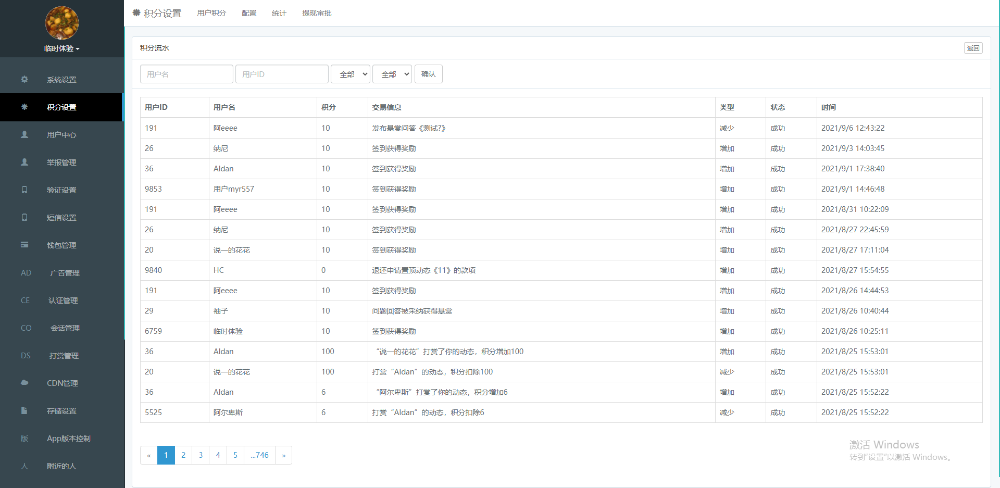 临时体验
系统设置
积分设置
用户中心
举报管理
验证设置
短信设置
钱包管理
AD 广告管理
CE 认证管理
CO 会话管理
DS 打赏管理
CDN管理
存储设置
版 App版本控制
人 附近的人
积分设置 用户积分 配置 统计 提现审批
积分流水 返回
用户名 用户ID 全部 全部 确认
用户ID 用户名 积分 交易信息 类型 状态 时间
191 阿eeee 10 发布悬赏问答《测试?》 减少 成功 2021/9/6 12:43:22
26 纳尼 10 签到获得奖励 增加 成功 2021/9/3 14:03:45
36 Aldan 10 签到获得奖励 增加 成功 2021/9/1 17:38:40
9853 用户myr557 10 签到获得奖励 增加 成功 2021/9/1 14:46:48
191 阿eeee 10 签到获得奖励 增加 成功 2021/8/31 10:22:09
26 纳尼 10 签到获得奖励 增加 成功 2021/8/27 22:45:59
20 说一的花花 10 签到获得奖励 增加 成功 2021/8/27 17:11:04
9840 HC 0 退还申请置顶动态《11》的款项 增加 成功 2021/8/27 15:54:55
191 阿eeee 10 签到获得奖励 增加 成功 2021/8/26 14:44:53
29 袖子 10 问题回答被采纳获得悬赏 增加 成功 2021/8/26 10:40:44
6759 临时体验 10 签到获得奖励 增加 成功 2021/8/26 10:25:11
36 Aldan 100 “说一的花花”打赏了你的动态，积分增加100 增加 成功 2021/8/25 15:53:01
20 说一的花花 100 打赏“Aldan”的动态，积分扣除100 减少 成功 2021/8/25 15:53:01
36 Aldan 6 “阿尔卑斯”打赏了你的动态，积分增加6 增加 成功 2021/8/25 15:52:22
5525 阿尔卑斯 6 打赏“Aldan”的动态，积分扣除6 减少 成功 2021/8/25 15:52:22
« 1 2 3 4 5 ...746 »
激活 Windows
转到“设置”以激活 Windows。